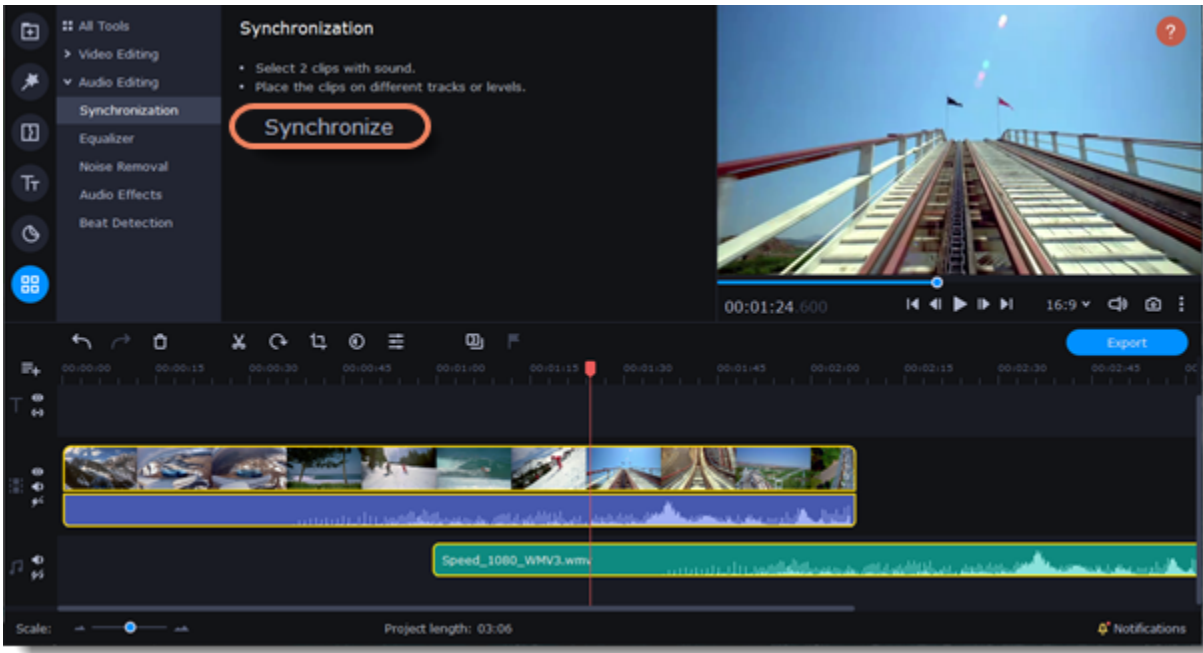 All Tools
Video Editing
Audio Editing
Synchronization
Equalizer
Noise Removal
Audio Effects
Beat Detection
Synchronization
• Select 2 clips with sound.
• Place the clips on different tracks or levels.
Synchronize
?
Tт
00:01:24.600
16:9
Export
00:00:00 00:00:15 00:00:30 00:00:45 00:01:00 00:01:15 00:01:30 00:01:45 00:02:00 00:02:15 00:02:30 00:02:45 00
T
Speed_1080_WMV3.wmv
Scale:
Project length: 03:06
Notifications